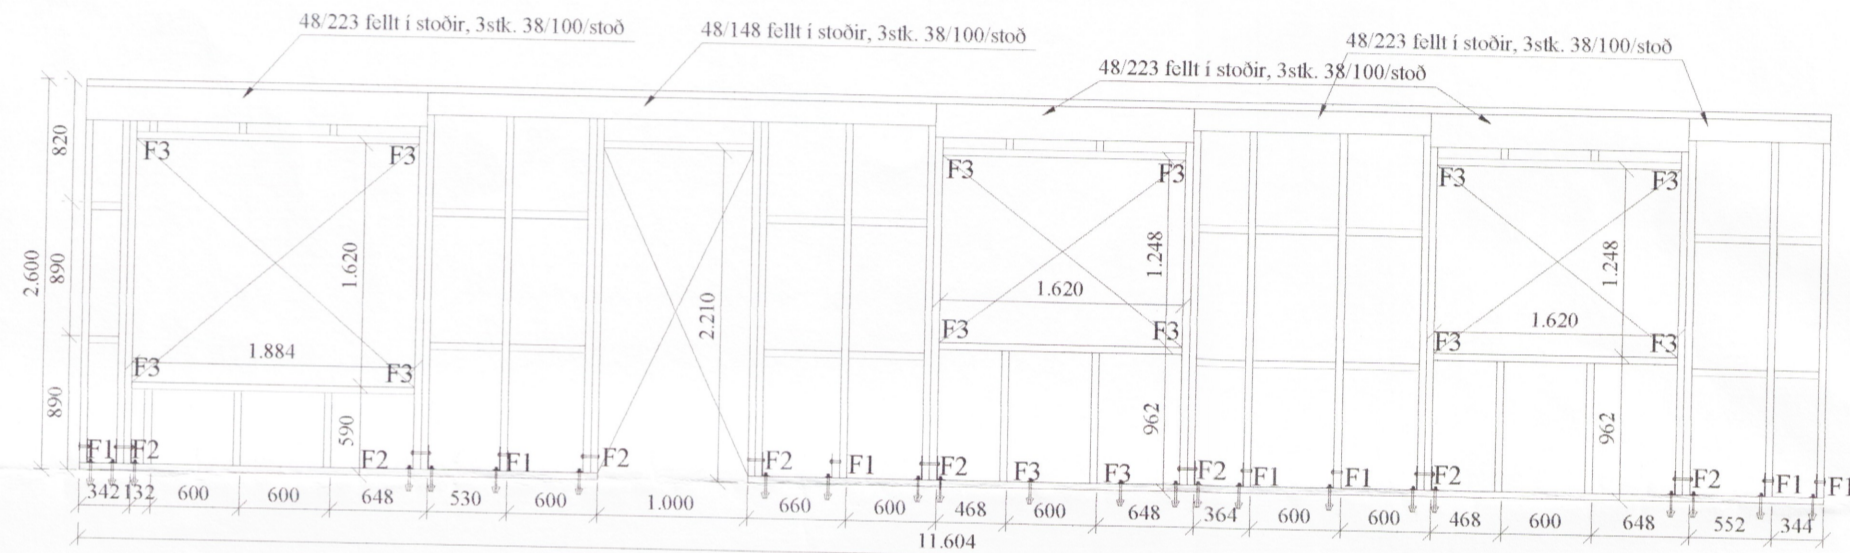 48/223 fellt í stoðir, 3stk. 38/100/stoð
48/148 fellt í stoðir, 3stk. 38/100/stoð
48/223 fellt í stoðir, 3stk. 38/100/stoð
48/223 fellt í stoðir, 3stk. 38/100/stoð
2.600
820
890
890
F3 F3
1.620
1.884
F3 F3
590
2.210
F3 F3
1.248
1.620
F3 F3
962
F3 F3
1.248
1.620
F3 F3
962
F1 F2 F2 F1 F2 F2 F1 F2 F3 F3 F2 F1 F1 F2 F2 F1 F1
342 132 600 600 648 530 600 1.000 660 600 468 600 648 364 600 600 468 600 648 552 344
11.604